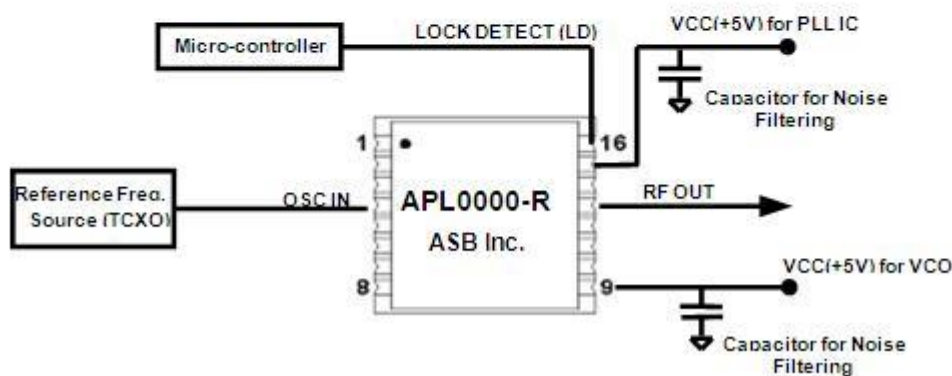 LOCK DETECT (LD)
VCC(+5V) for PLL IC
Micro-controller
Capacitor for Noise
Filtering
1
16
Reference Freq.
Source (TCXO)
OSC IN
APL0000-R
RF OUT
ASB Inc.
8
9
VCC(+5V) for VCO
Capacitor for Noise
Filtering